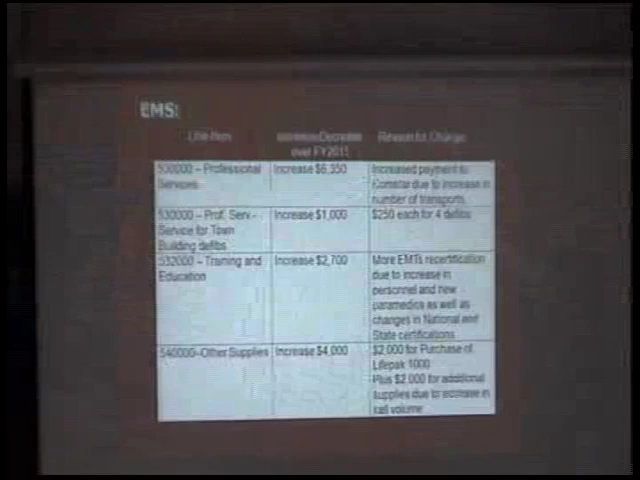 EMS:
Line Item
Increase/Decrease
over FY2011
Reason for Change
530000 – Professional
Services
Increase $6,350
Increased payment to
Comstar due to increase in
number of transports.
530000 – Prof. Serv -
Service for Town
Building defibs
Increase $1,000
$250 each for 4 defibs
532000 – Training and
Education
Increase $2,700
More EMTs recertification
due to increase in
personnel and new
paramedics as well as
changes in National and
State certifications
540000–Other Supplies
Increase $4,000
$2,000 for Purchase of
Lifepak 1000
Plus $2,000 for additional
supplies due to increase in
call volume